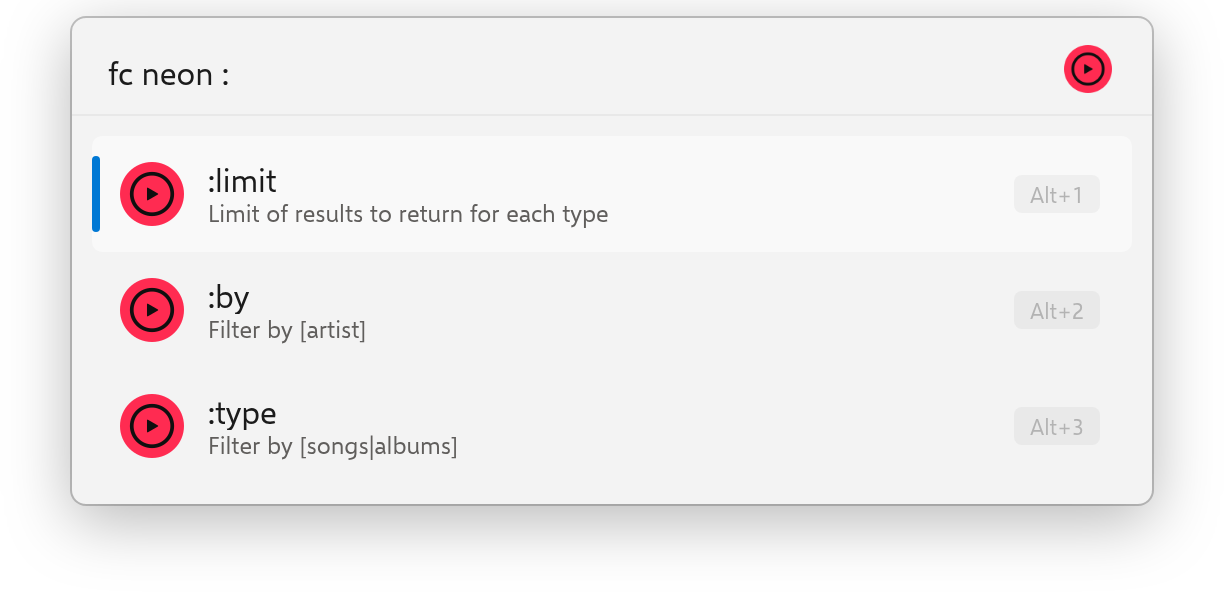 fc neon :
:limit
Limit of results to return for each type
Alt+1
:by
Filter by [artist]
Alt+2
:type
Filter by [songs|albums]
Alt+3